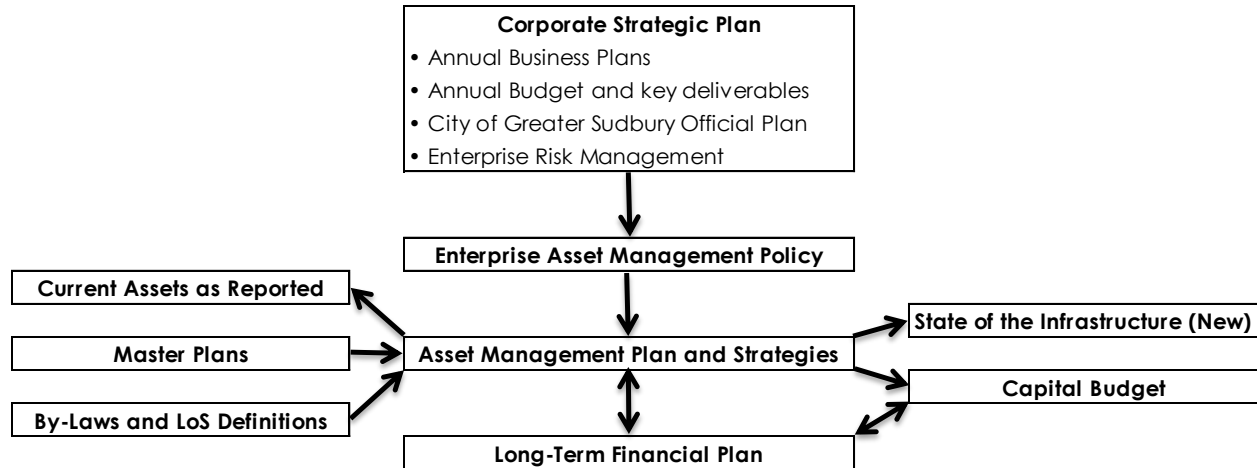 Corporate Strategic Plan
• Annual Business Plans
• Annual Budget and key deliverables
• City of Greater Sudbury Official Plan
• Enterprise Risk Management
Enterprise Asset Management Policy
Current Assets as Reported
State of the Infrastructure (New)
Master Plans
Asset Management Plan and Strategies
Capital Budget
By-Laws and LoS Definitions
Long-Term Financial Plan